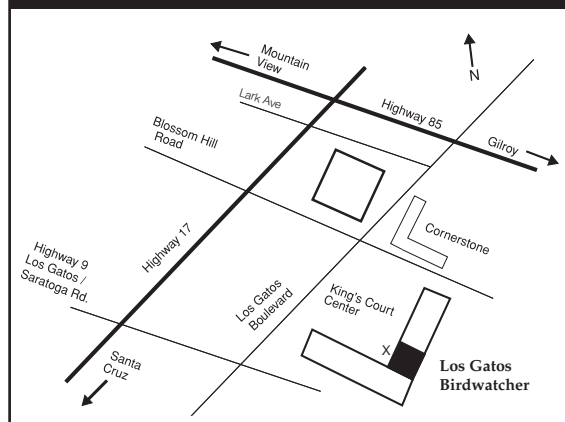 Mountain
View
N
Lark Ave
Highway 85
Blossom Hill
Road
Gilroy
Cornerstone
Highway 17
Highway 9
Los Gatos /
Saratoga Rd.
Los Gatos
Boulevard
King's Court
Center
X
Los Gatos
Birdwatcher
Santa
Cruz